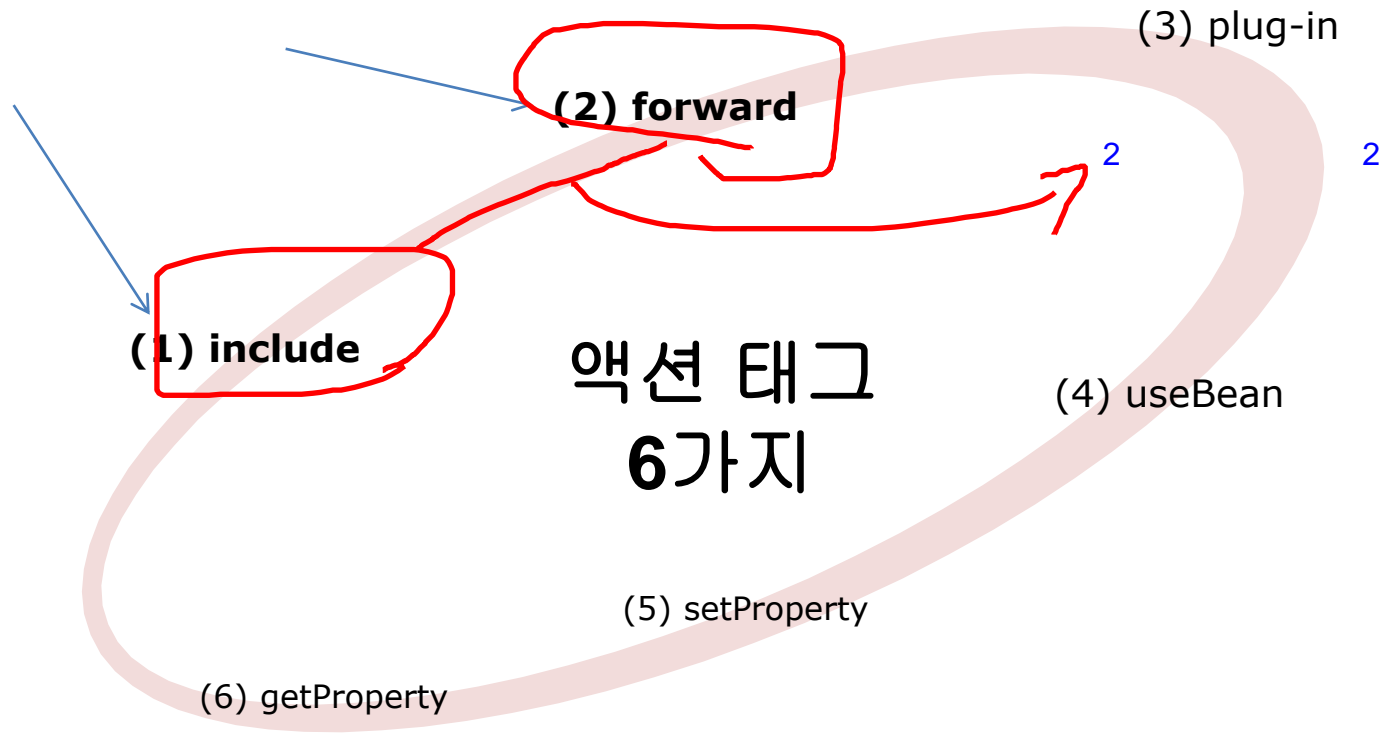 (3) plug-in
(2) forward
2
2
(1) include
액션 태그
6가지
(4) useBean
(5) setProperty
(6) getProperty